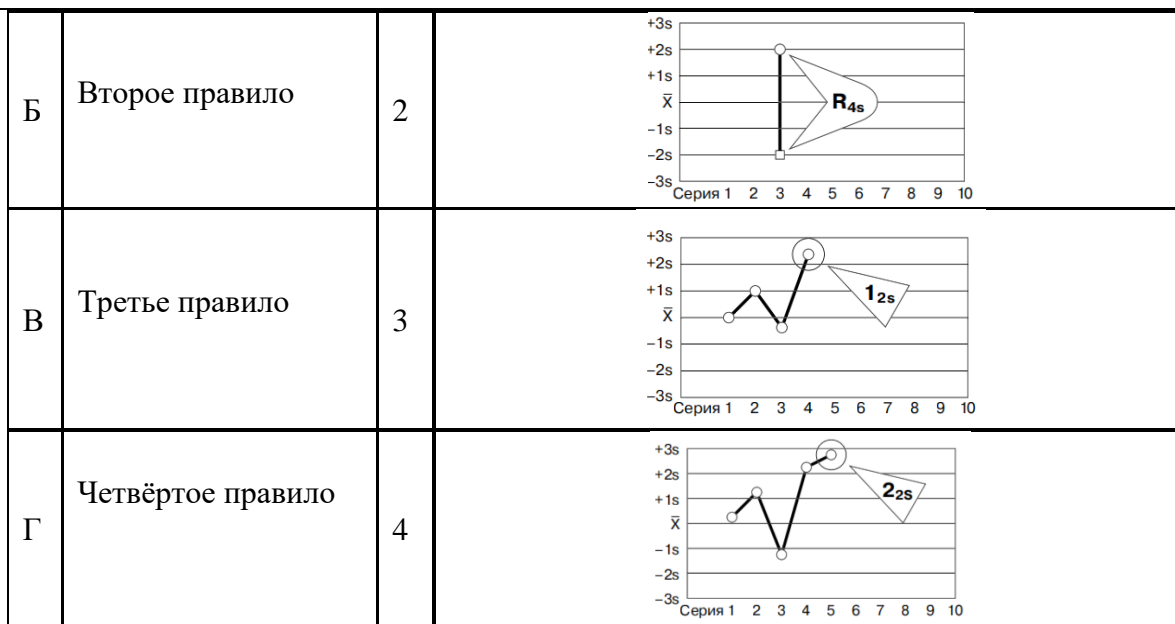 Б Второе правило 2
+3s
+2s
+1s
X̅
−1s
−2s
−3s
R4s
Серия 1 2 3 4 5 6 7 8 9 10
В Третье правило 3
+3s
+2s
+1s
X̅
−1s
−2s
−3s
12s
Серия 1 2 3 4 5 6 7 8 9 10
Г Четвёртое правило 4
+3s
+2s
+1s
X̅
−1s
−2s
−3s
22s
Серия 1 2 3 4 5 6 7 8 9 10